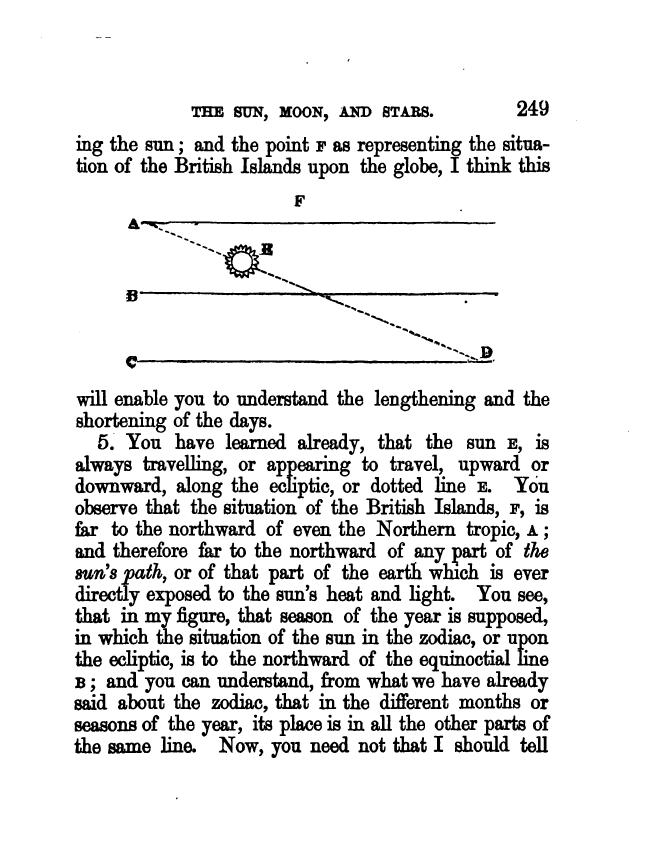 THE SUN, MOON, AND STARS. 249
ing the sun; and the point F as representing the situa-
tion of the British Islands upon the globe, I think this
F
A
E
B
D
C
will enable you to understand the lengthening and the
shortening of the days.
5. You have learned already, that the sun E, is
always travelling, or appearing to travel, upward or
downward, along the ecliptic, or dotted line E. You
observe that the situation of the British Islands, F, is
far to the northward of even the Northern tropic, A;
and therefore far to the northward of any part of the
sun's path, or of that part of the earth which is ever
directly exposed to the sun's heat and light. You see,
that in my figure, that season of the year is supposed,
in which the situation of the sun in the zodiac, or upon
the ecliptic, is to the northward of the equinoctial line
B; and you can understand, from what we have already
said about the zodiac, that in the different months or
seasons of the year, its place is in all the other parts of
the same line. Now, you need not that I should tell